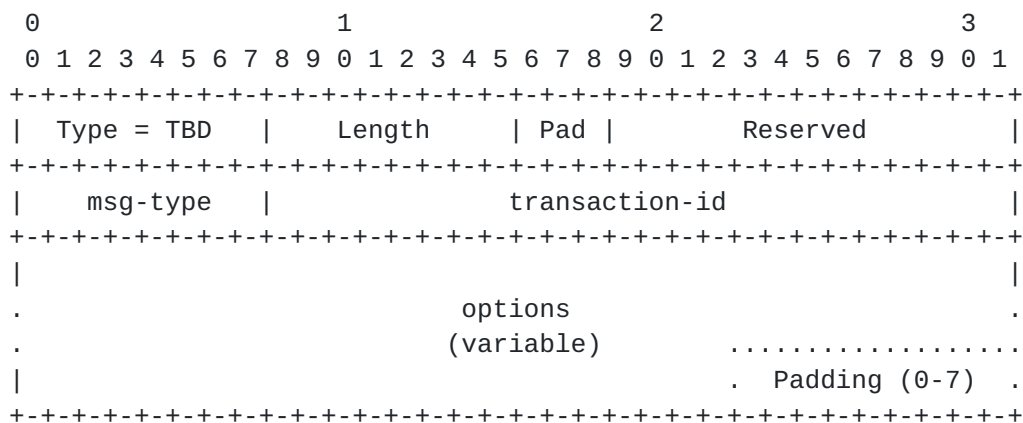 0                   1                   2                   3
 0 1 2 3 4 5 6 7 8 9 0 1 2 3 4 5 6 7 8 9 0 1 2 3 4 5 6 7 8 9 0 1
+-+-+-+-+-+-+-+-+-+-+-+-+-+-+-+-+-+-+-+-+-+-+-+-+-+-+-+-+-+-+-+-+
|  Type = TBD   |    Length     | Pad |        Reserved         |
+-+-+-+-+-+-+-+-+-+-+-+-+-+-+-+-+-+-+-+-+-+-+-+-+-+-+-+-+-+-+-+-+
|    msg-type   |               transaction-id                  |
+-+-+-+-+-+-+-+-+-+-+-+-+-+-+-+-+-+-+-+-+-+-+-+-+-+-+-+-+-+-+-+-+
|                                                               |
.                            options                            .
.                           (variable)        ...................
|                                             .  Padding (0-7)  .
+-+-+-+-+-+-+-+-+-+-+-+-+-+-+-+-+-+-+-+-+-+-+-+-+-+-+-+-+-+-+-+-+